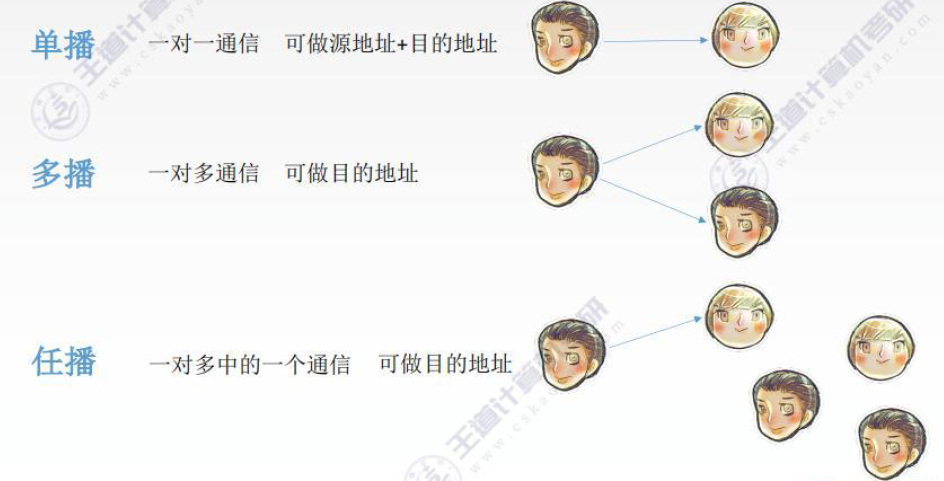 单播 一对一通信 可做源地址+目的地址
多播 一对多通信 可做目的地址
任播 一对多中的一个通信 可做目的地址
王道计算机考研
www.cskaoyan.com